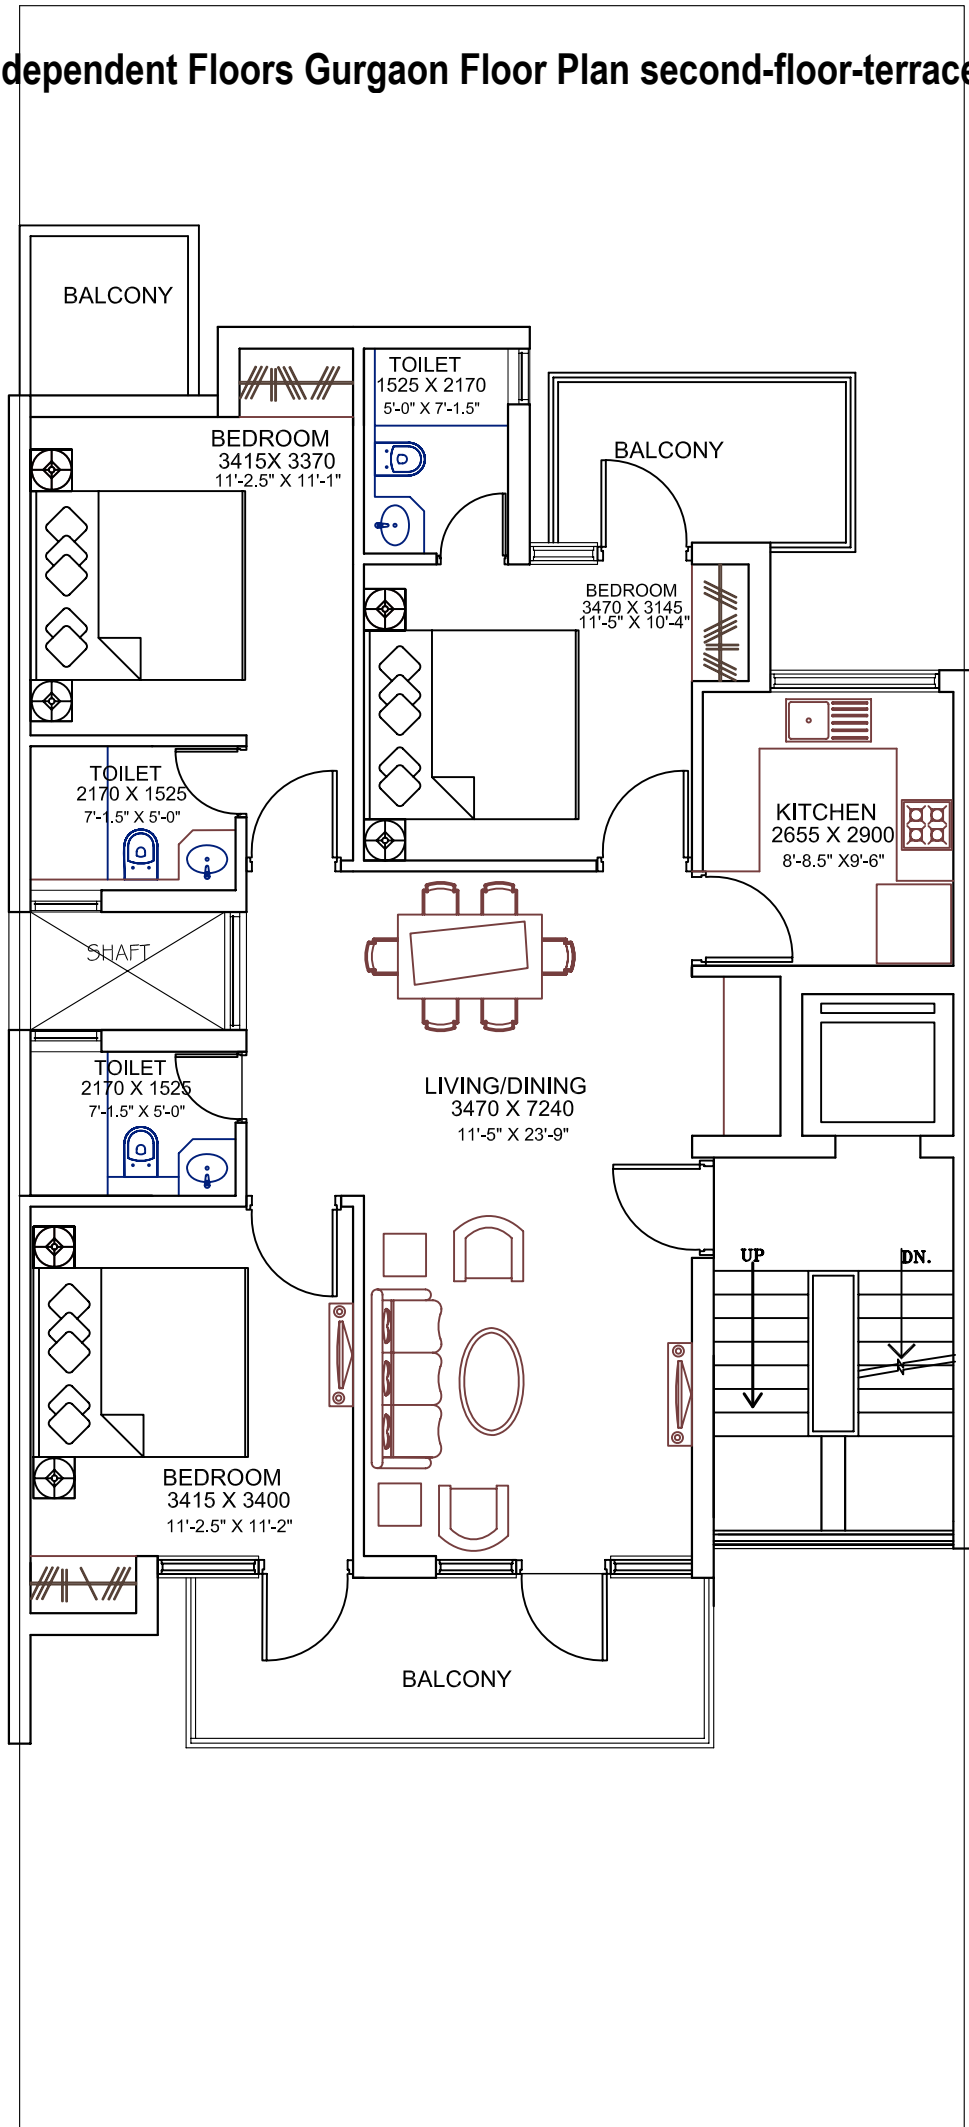 dependent Floors Gurgaon Floor Plan second-floor-terrace
BALCONY
TOILET
1525 X 2170
5'-0" X 7'-1.5"
BEDROOM
3415X 3370
11'-2.5" X 11'-1"
BALCONY
BEDROOM
3470 X 3145
11'-5" X 10'-4"
TOILET
2170 X 1525
7'-1.5" X 5'-0"
KITCHEN
2655 X 2900
8'-8.5" X9'-6"
SHAFT
TOILET
2170 X 1525
7'-1.5" X 5'-0"
LIVING/DINING
3470 X 7240
11'-5" X 23'-9"
UP
DN.
BEDROOM
3415 X 3400
11'-2.5" X 11'-2"
BALCONY